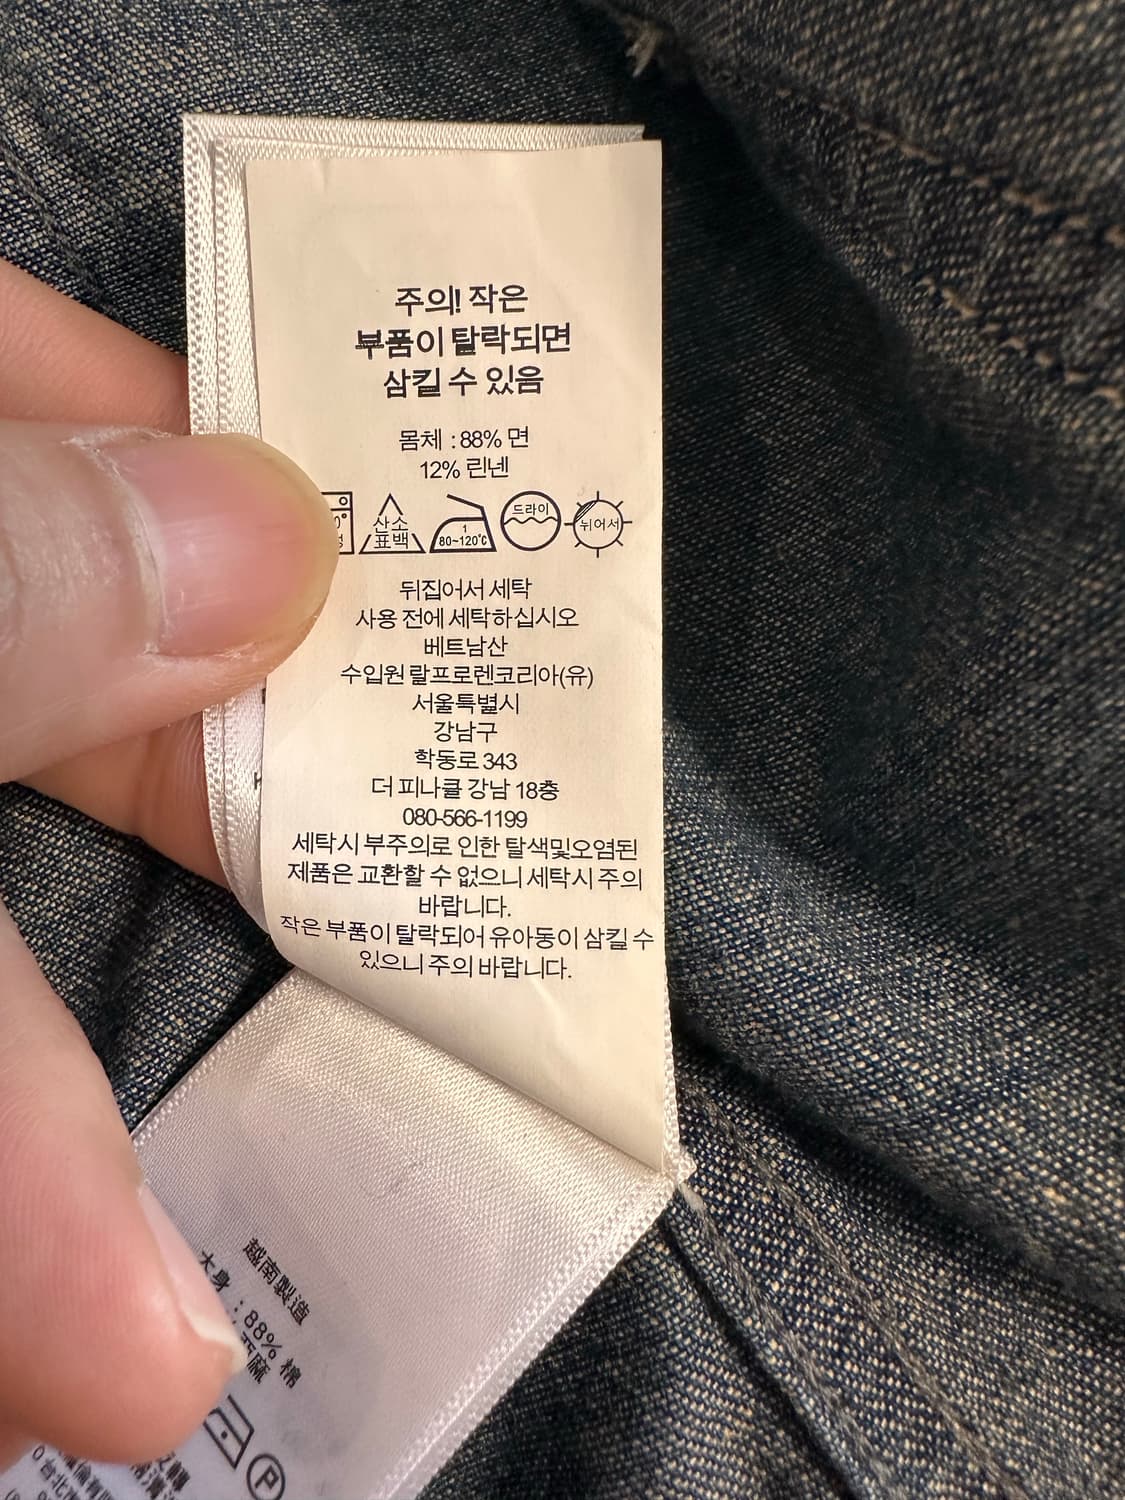 주의! 작은
부품이 탈락되면
삼킬 수 있음
몸체 : 88% 면
12% 린넨
산소
표백
1
80~120℃
드라이
뉘어서
뒤집어서 세탁
사용 전에 세탁하십시오
베트남산
수입원 랄프로렌코리아(유)
서울특별시
강남구
학동로 343
더 피나클 강남 18층
080-566-1199
세탁시 부주의로 인한 탈색및오염된
제품은 교환할 수 없으니 세탁시 주의
바랍니다.
작은 부품이 탈락되어 유아동이 삼킬 수
있으니 주의 바랍니다.
越南製造
大身 : 88% 棉
亞麻
P